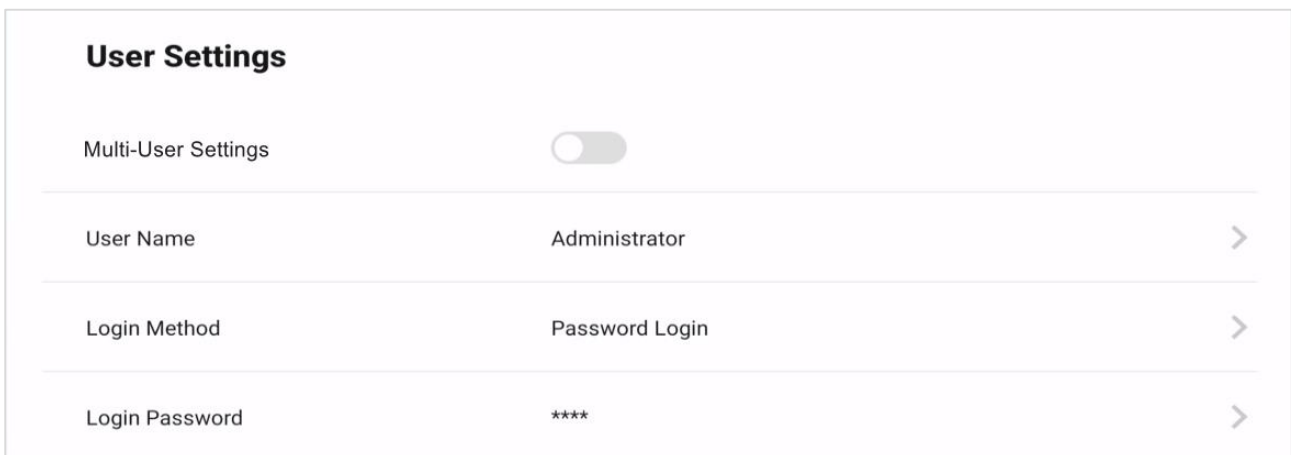 User Settings
Multi-User Settings
User Name Administrator
Login Method Password Login
Login Password ****